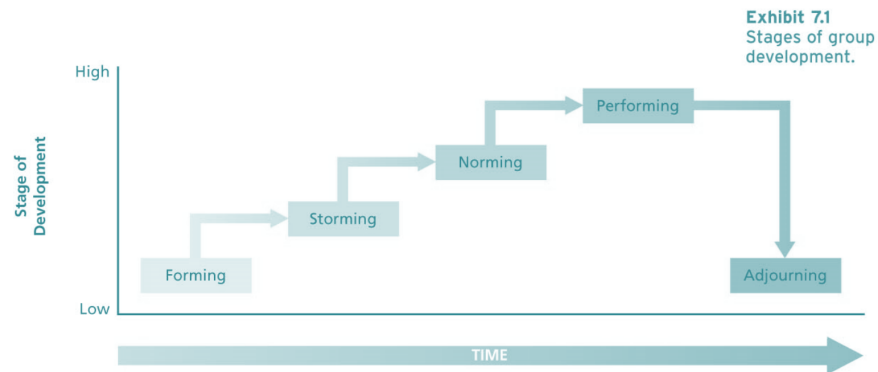 Exhibit 7.1
Stages of group
development.
High
Performing
Norming
Stage of
Development
Storming
Forming
Adjourning
Low
TIME